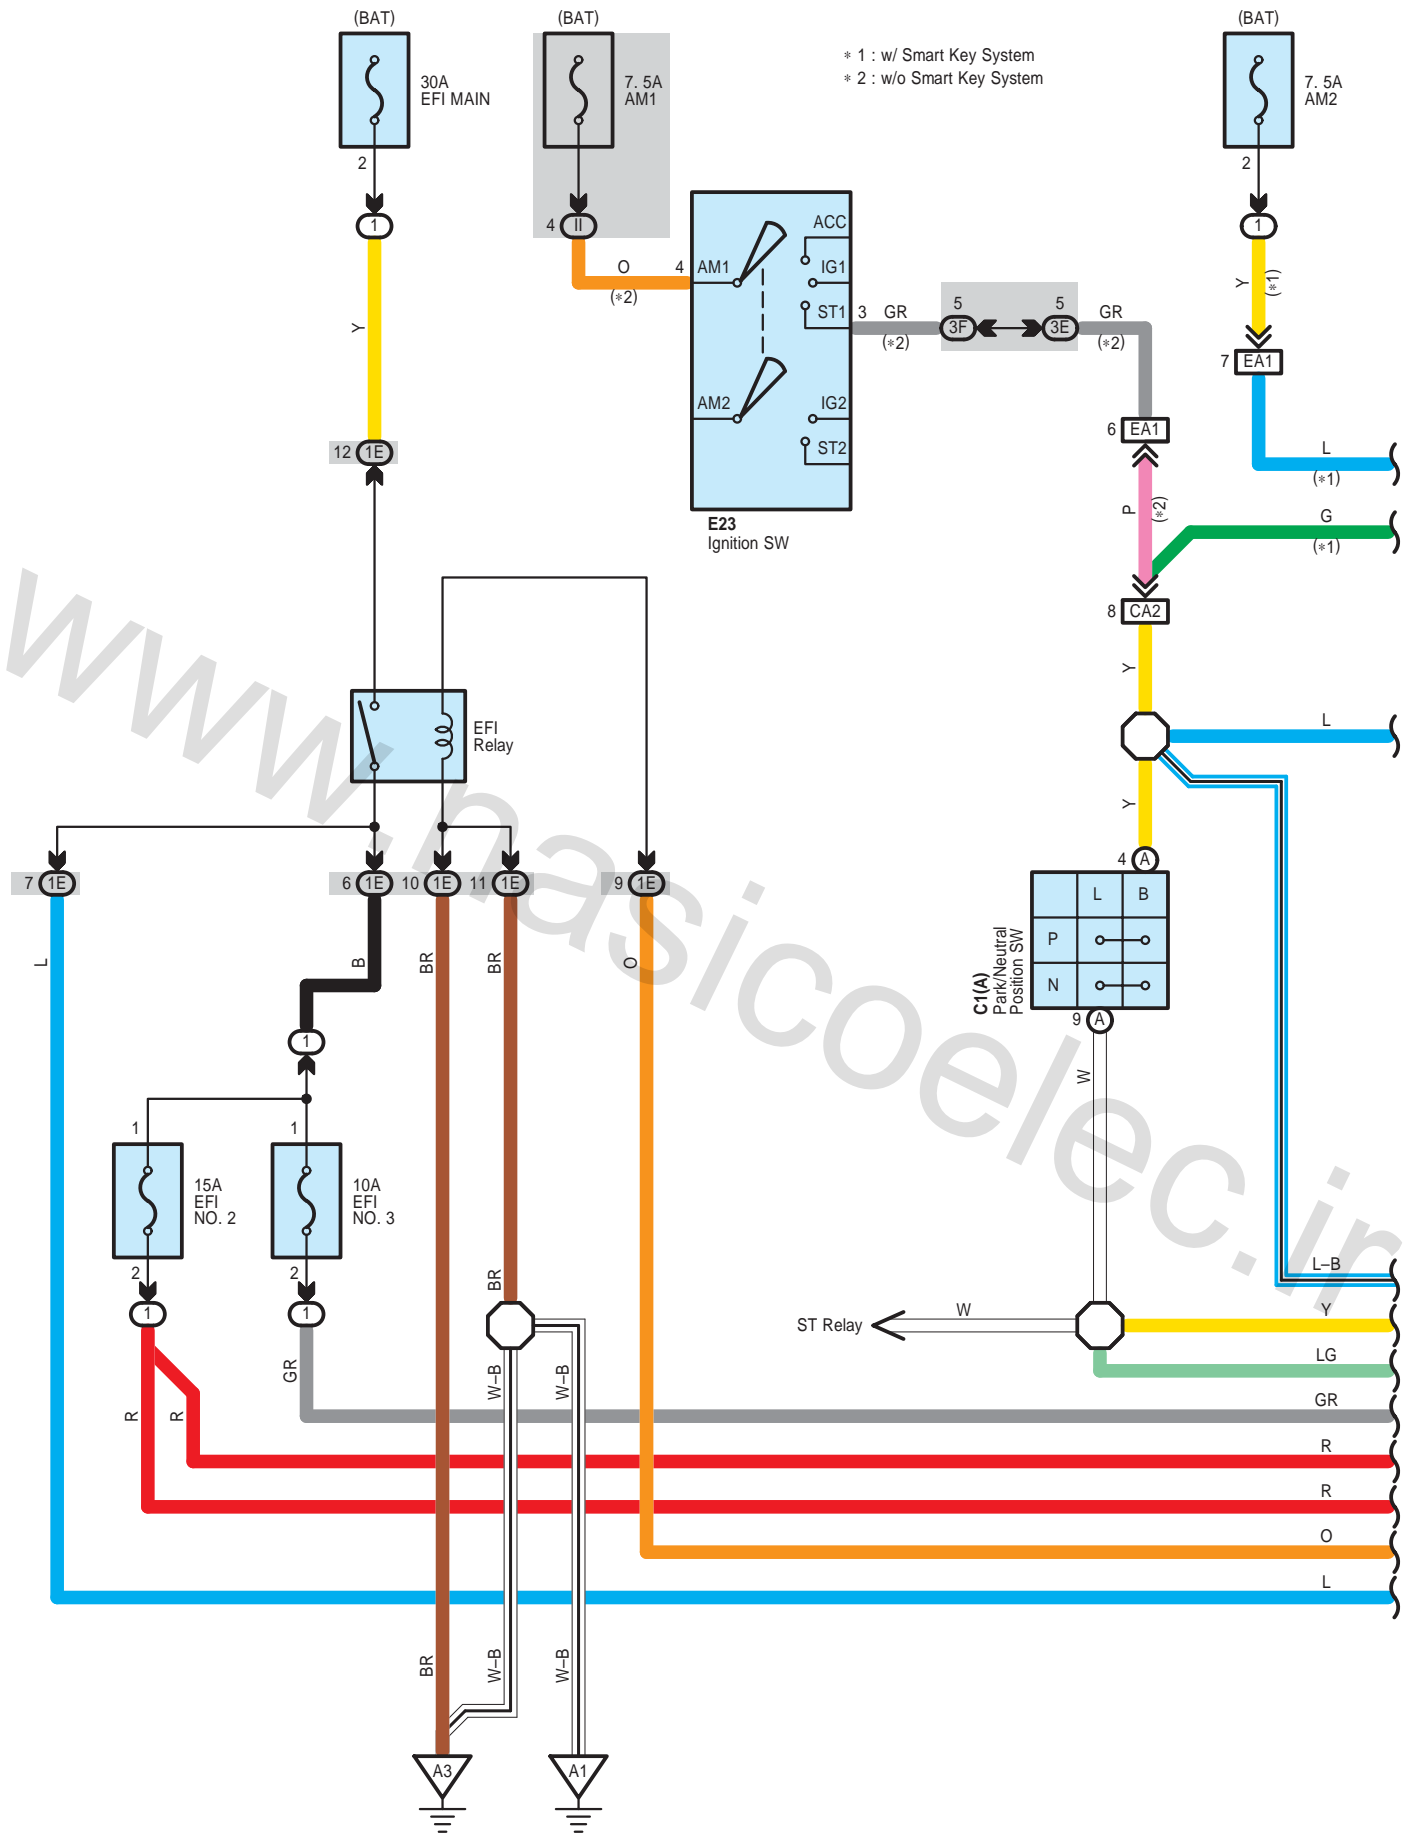 (BAT)
(BAT)
(BAT)
∗ 1 : w/ Smart Key System
∗ 2 : w/o Smart Key System
30A
EFI MAIN
7. 5A
AM1
7. 5A
AM2
2
2
1
4 II
1
O
(∗2)
4
AM1
ACC
IG1
ST1
AM2
IG2
ST2
E23
Ignition SW
3
GR
(∗2)
5
3F
5
3E
GR
(∗2)
Y
(∗1)
7 EA1
Y
6 EA1
12 1E
L
(∗1)
P
(∗2)
G
(∗1)
8 CA2
Y
EFI
Relay
L
Y
4 A
7 1E
6 1E
10 1E
11 1E
9 1E
L B
P
N
C1(A)
Park/Neutral
Position SW
L
B
BR
BR
O
9 A
1
W
1
1
15A
EFI
NO. 2
10A
EFI
NO. 3
2
2
1
1
BR
L–B
ST Relay
W
Y
LG
GR
GR
R
R
W–B
W–B
R
R
O
L
BR
W–B
W–B
A3
A1
www.nasicoelec.ir